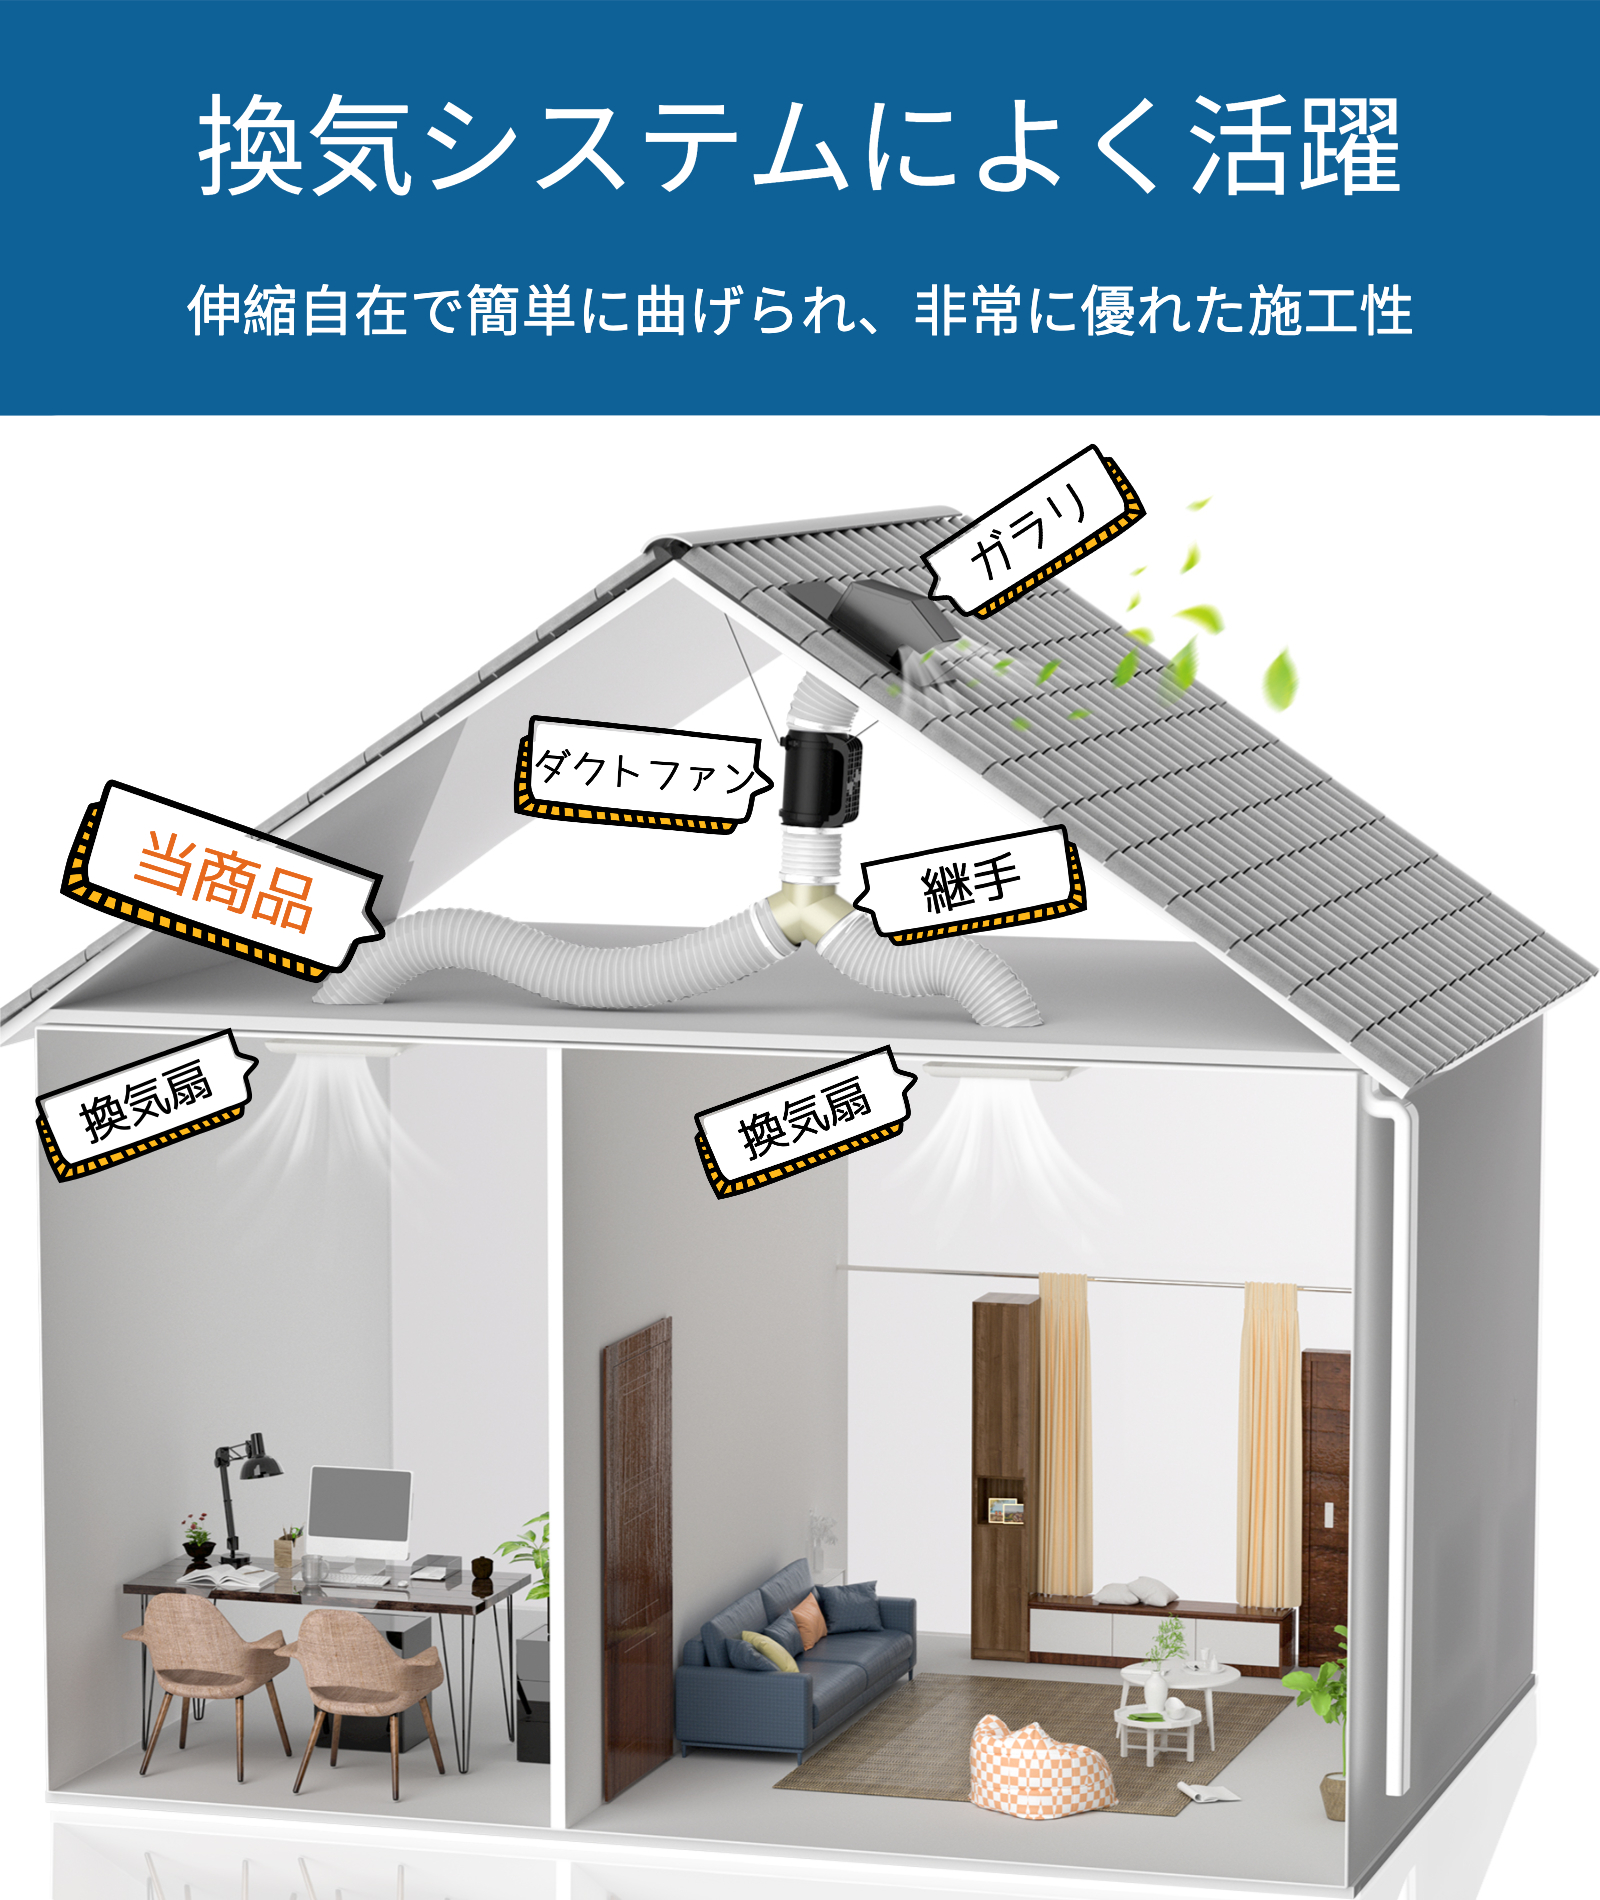 換気システムによく活躍
伸縮自在で簡単に曲げられ、非常に優れた施工性
ガラリ
ダクトファン
当商品
継手
換気扇
換気扇